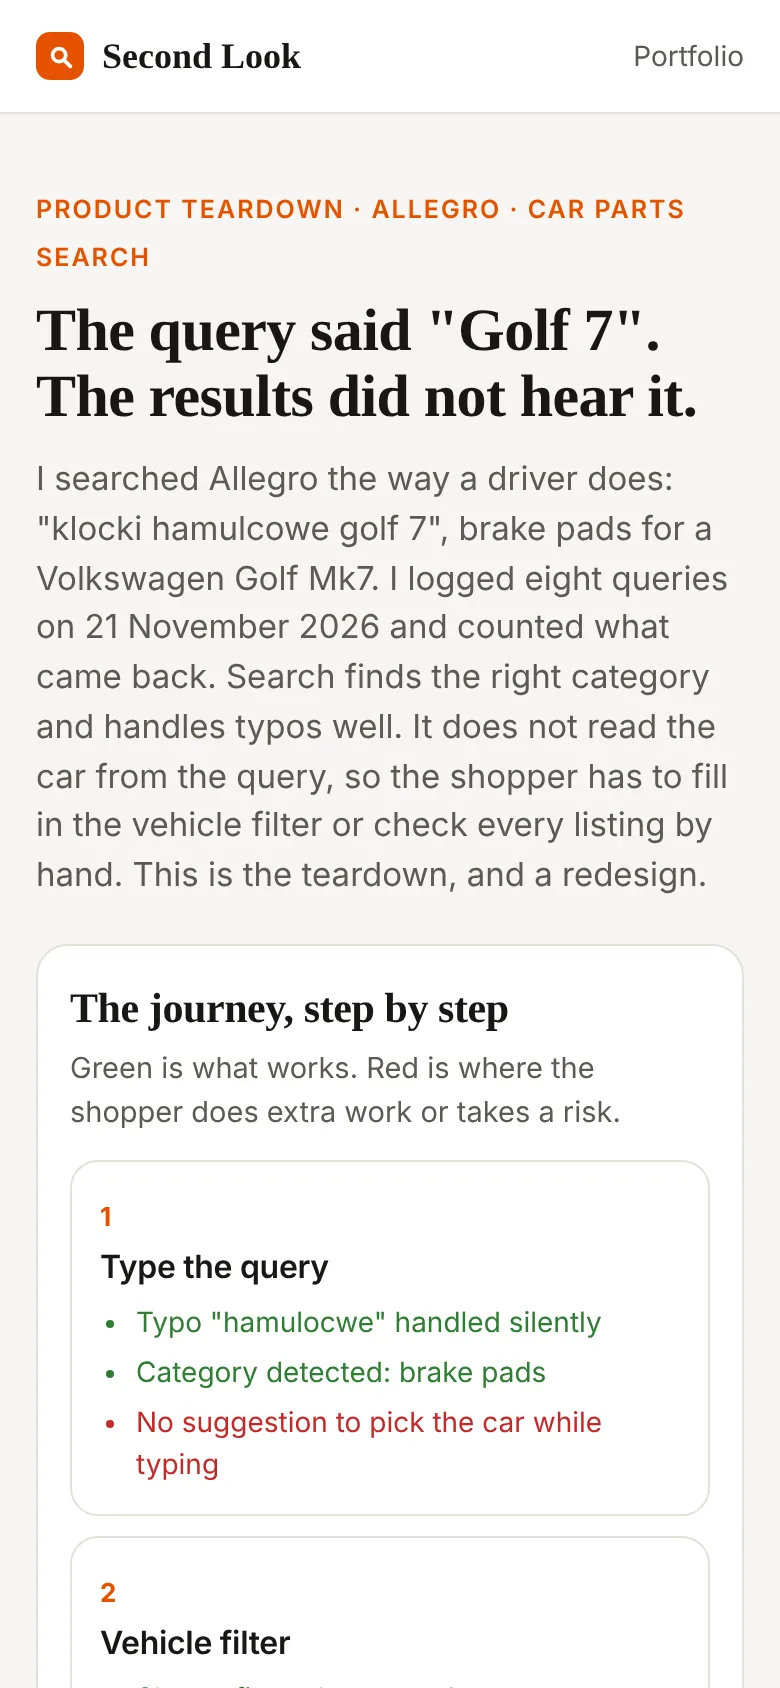 Second Look
Portfolio
PRODUCT TEARDOWN · ALLEGRO · CAR PARTS
SEARCH
The query said "Golf 7".
The results did not hear it.
I searched Allegro the way a driver does:
"klocki hamulcowe golf 7", brake pads for a
Volkswagen Golf Mk7. I logged eight queries
on 21 November 2026 and counted what
came back. Search finds the right category
and handles typos well. It does not read the
car from the query, so the shopper has to fill
in the vehicle filter or check every listing by
hand. This is the teardown, and a redesign.
The journey, step by step
Green is what works. Red is where the
shopper does extra work or takes a risk.
1
Type the query
• Typo "hamulocwe" handled silently
• Category detected: brake pads
• No suggestion to pick the car while
typing
2
Vehicle filter